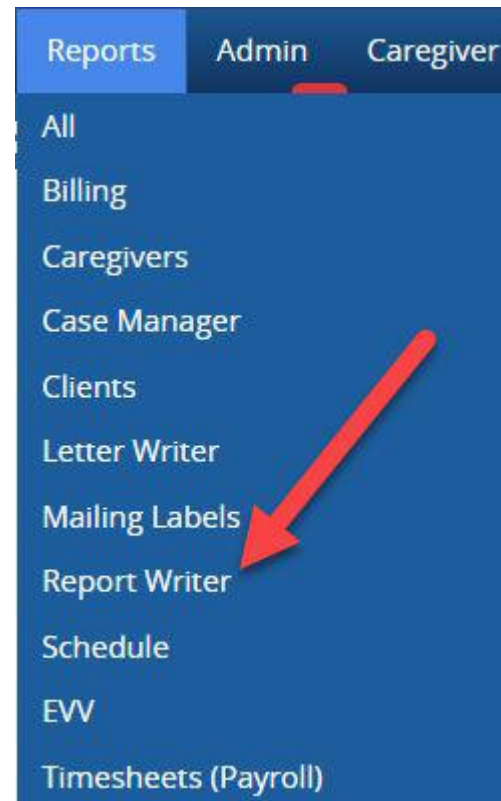 Reports Admin Caregiver
All
Billing
Caregivers
Case Manager
Clients
Letter Writer
Mailing Labels
Report Writer
Schedule
EVV
Timesheets (Payroll)